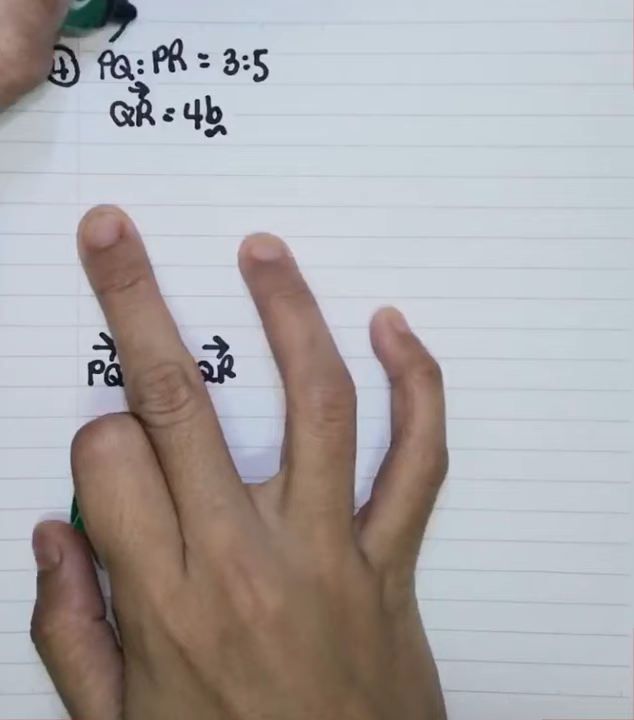 ④ PQ:PR = 3:5
→
QR = 4b
~
→ →
PQ QR